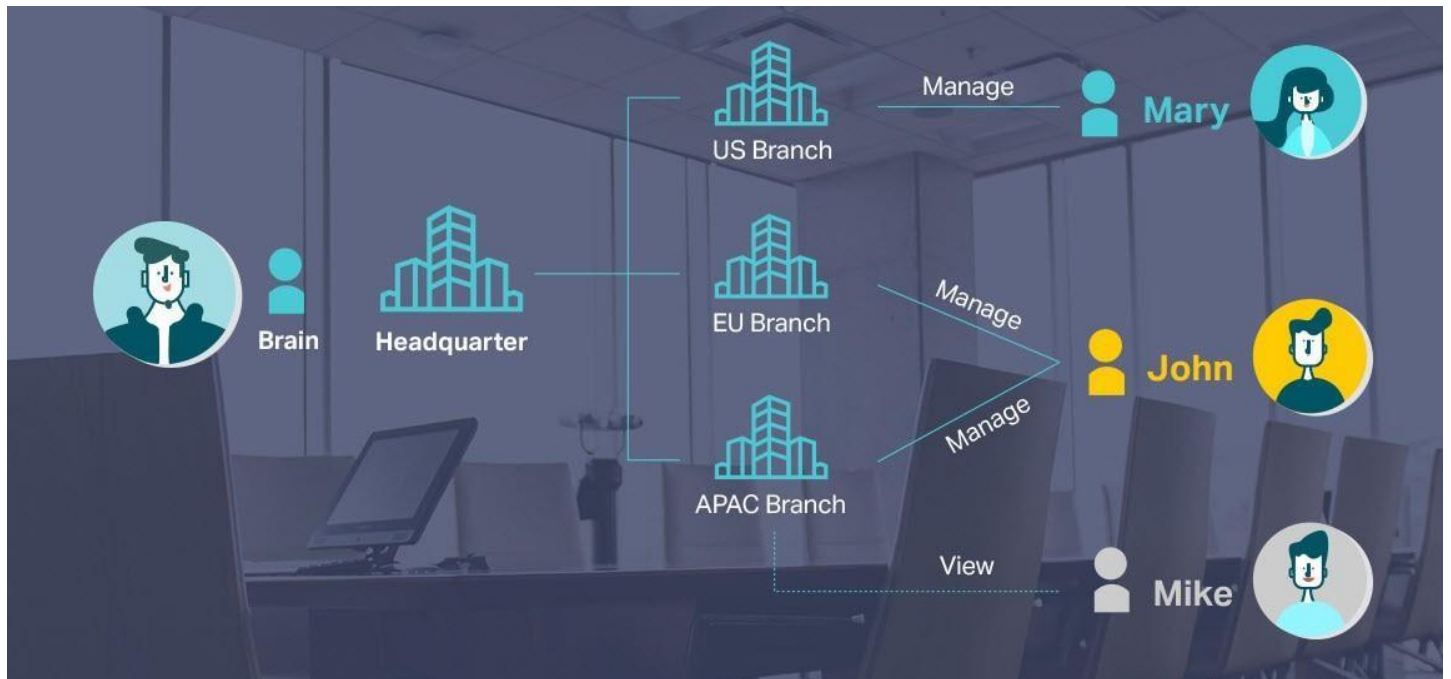 US Branch
Manage
Mary
Brain
Headquarter
EU Branch
Manage
John
Manage
APAC Branch
View
Mike